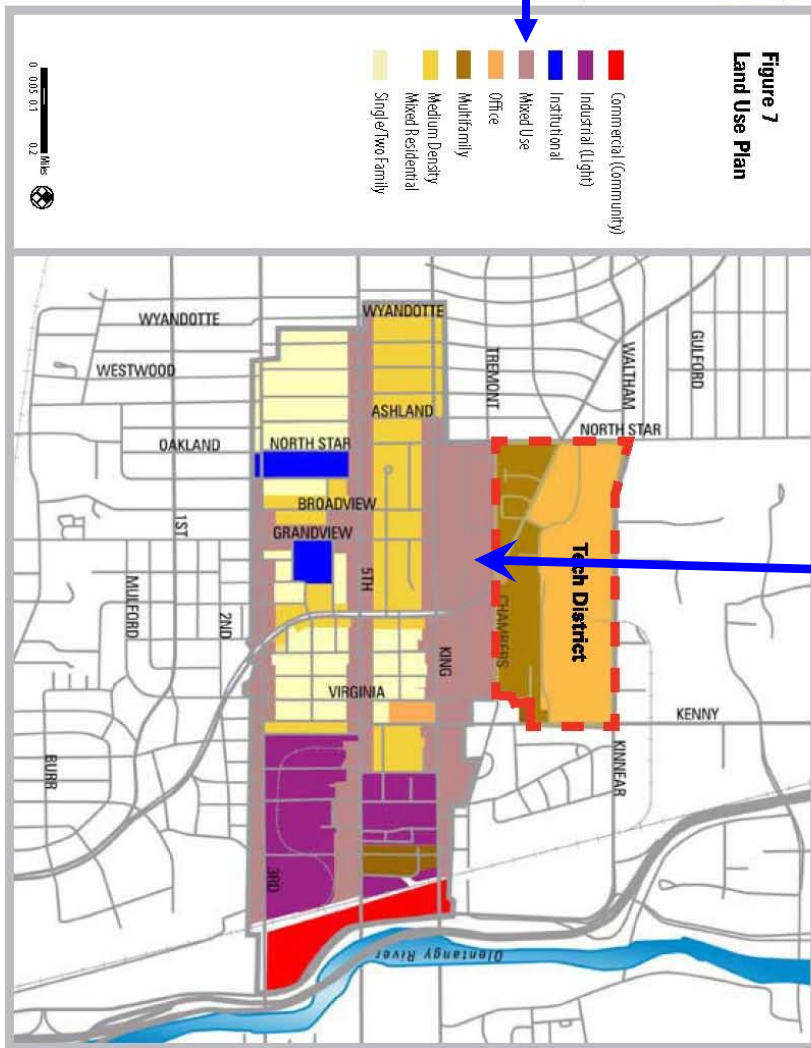 Figure 7
Land Use Plan
Commercial (Community)
Industrial (Light)
Institutional
Mixed Use
Office
Multifamily
Medium Density
Mixed Residential
Single/Two Family
0 0.05 0.1 0.2
Miles
GULFORD
WALTHAM
TREMONT
NORTH STAR
WYANDOTTE
WYANDOTTE
WESTWOOD
ASHLAND
OAKLAND
NORTH STAR
BROADVIEW
GRANDVIEW
1ST
5TH
MULFORD
2ND
Tech District
CHAMBERS
KING
VIRGINIA
KENNY
KINNEAR
BURR
3RD
Olentangy River